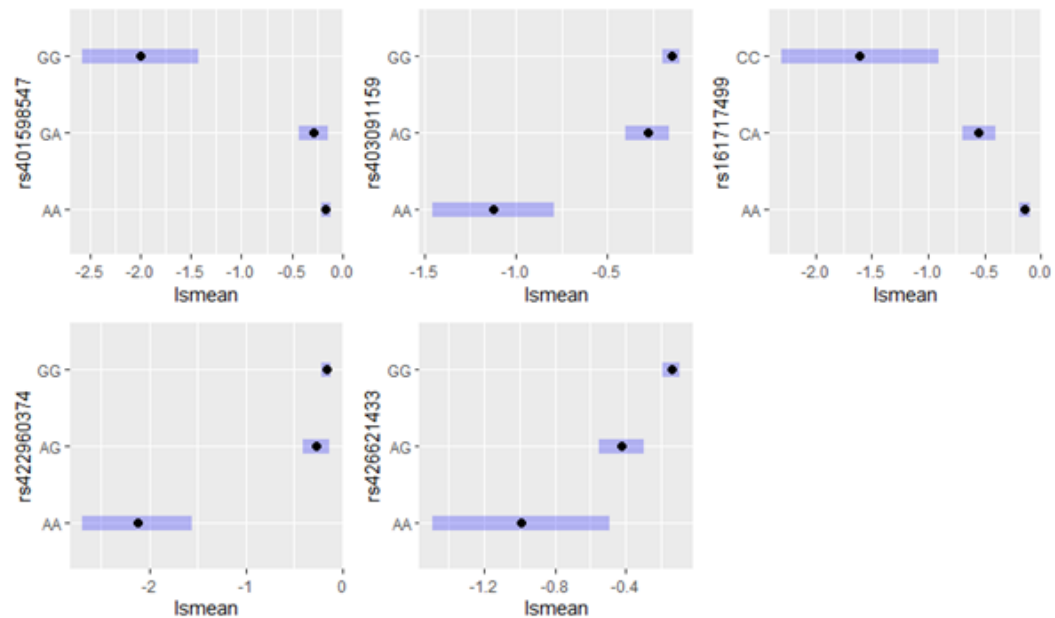 rs401598547
GG
GA
AA
-2.5 -2.0 -1.5 -1.0 -0.5 0.0
lsmean
rs403091159
GG
AG
AA
-1.5 -1.0 -0.5
lsmean
rs161717499
CC
CA
AA
-2.0 -1.5 -1.0 -0.5 0.0
lsmean
rs422960374
GG
AG
AA
-2 -1 0
lsmean
rs426621433
GG
AG
AA
-1.2 -0.8 -0.4
lsmean